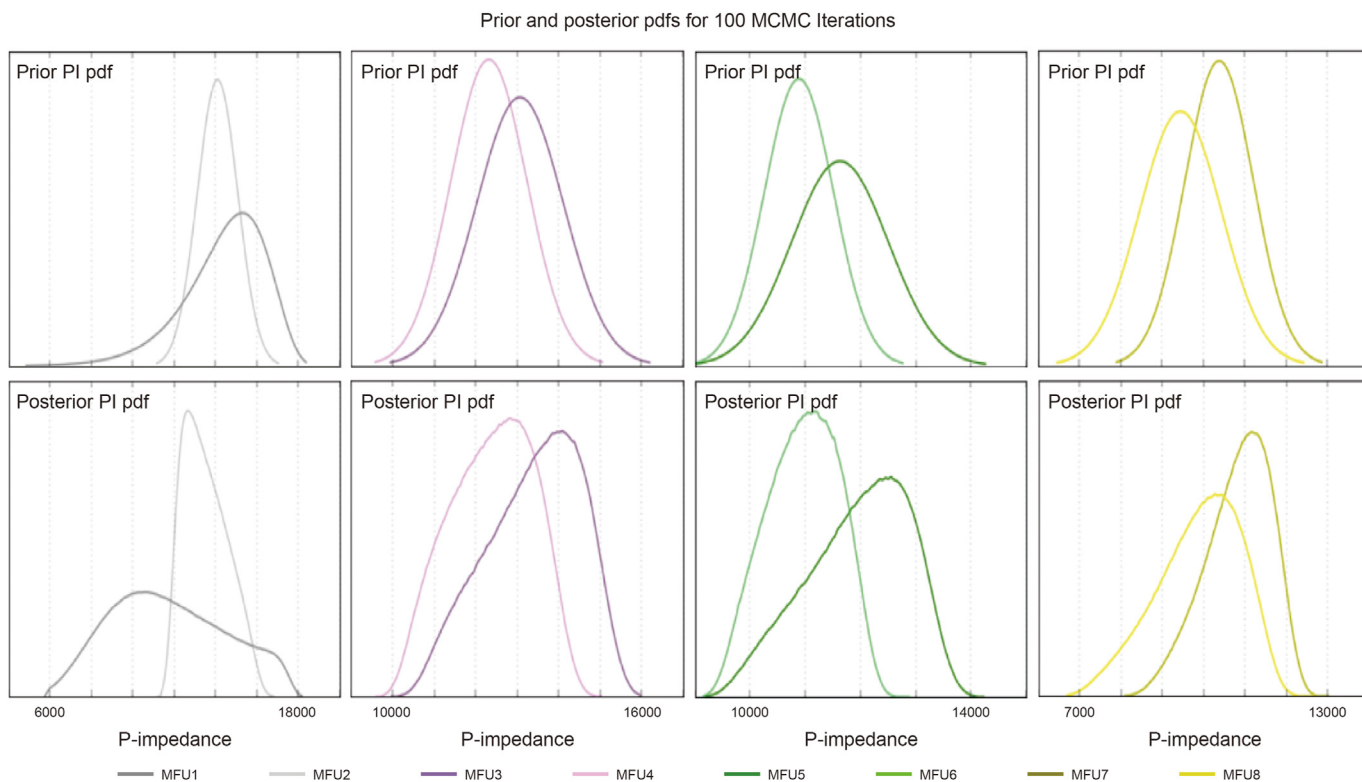 Prior and posterior pdfs for 100 MCMC Iterations
Prior PI pdf
Prior PI pdf
Prior PI pdf
Prior PI pdf
Posterior PI pdf
Posterior PI pdf
Posterior PI pdf
Posterior PI pdf
6000 18000 10000 16000 10000 14000 7000 13000
P-impedance P-impedance P-impedance P-impedance
MFU1 MFU2 MFU3 MFU4 MFU5 MFU6 MFU7 MFU8